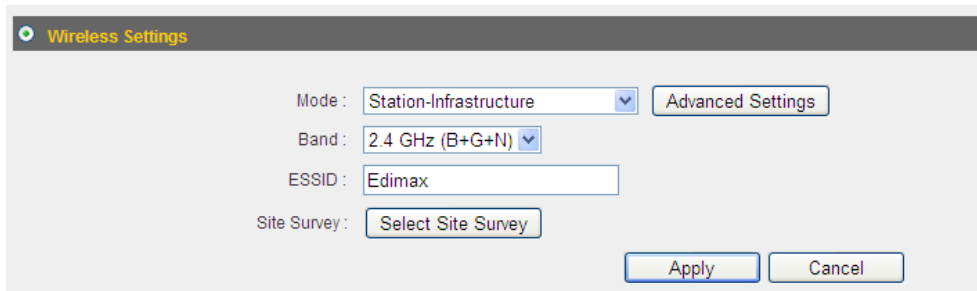 Wireless Settings
Mode : Station-Infrastructure Advanced Settings
Band : 2.4 GHz (B+G+N)
ESSID : Edimax
Site Survey : Select Site Survey
Apply Cancel